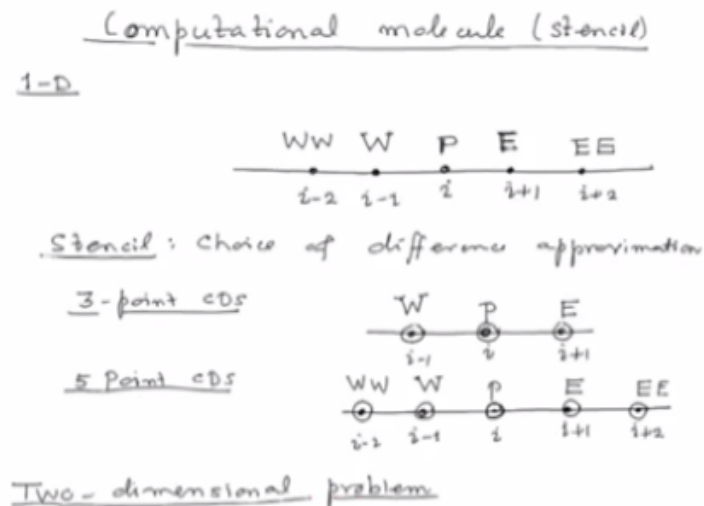 Computational molecule (stencil)
1-D
WW W P E EE
i-2 i-1 i i+1 i+2
Stencil : Choice of difference approximation
3-point CDS
W P E
i-1 i i+1
5 Point CDS
WW W P E EE
i-2 i-1 i i+1 i+2
Two-dimensional problem